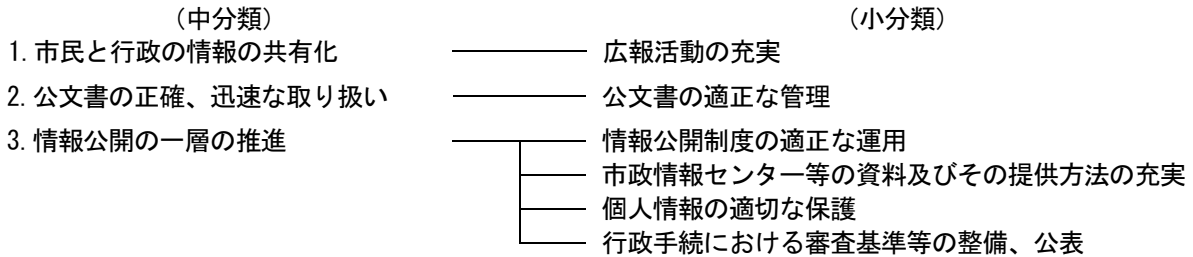 (中分類) (小分類)
1.市民と行政の情報の共有化 広報活動の充実
2.公文書の正確、迅速な取り扱い 公文書の適正な管理
3.情報公開の一層の推進 情報公開制度の適正な運用
市政情報センター等の資料及びその提供方法の充実
個人情報の適切な保護
行政手続における審査基準等の整備、公表